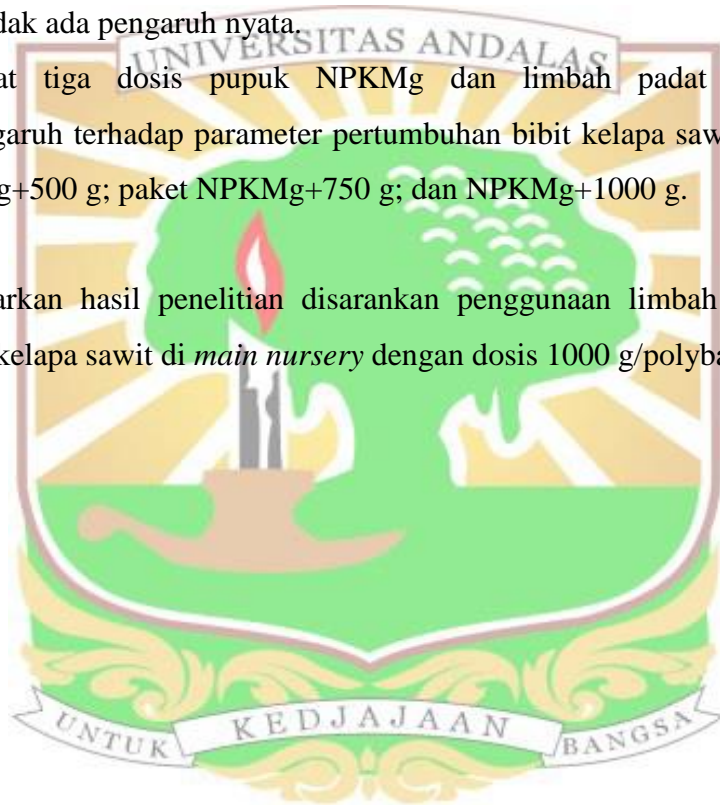 dak ada pengaruh nyata.
UNIVERSITAS ANDALAS
at tiga dosis pupuk NPKMg dan limbah padat
garuh terhadap parameter pertumbuhan bibit kelapa saw
g+500 g; paket NPKMg+750 g; dan NPKMg+1000 g.
arkan hasil penelitian disarankan penggunaan limbah
kelapa sawit di main nursery dengan dosis 1000 g/polyba
UNTUK KEDJAJAAN BANGSA